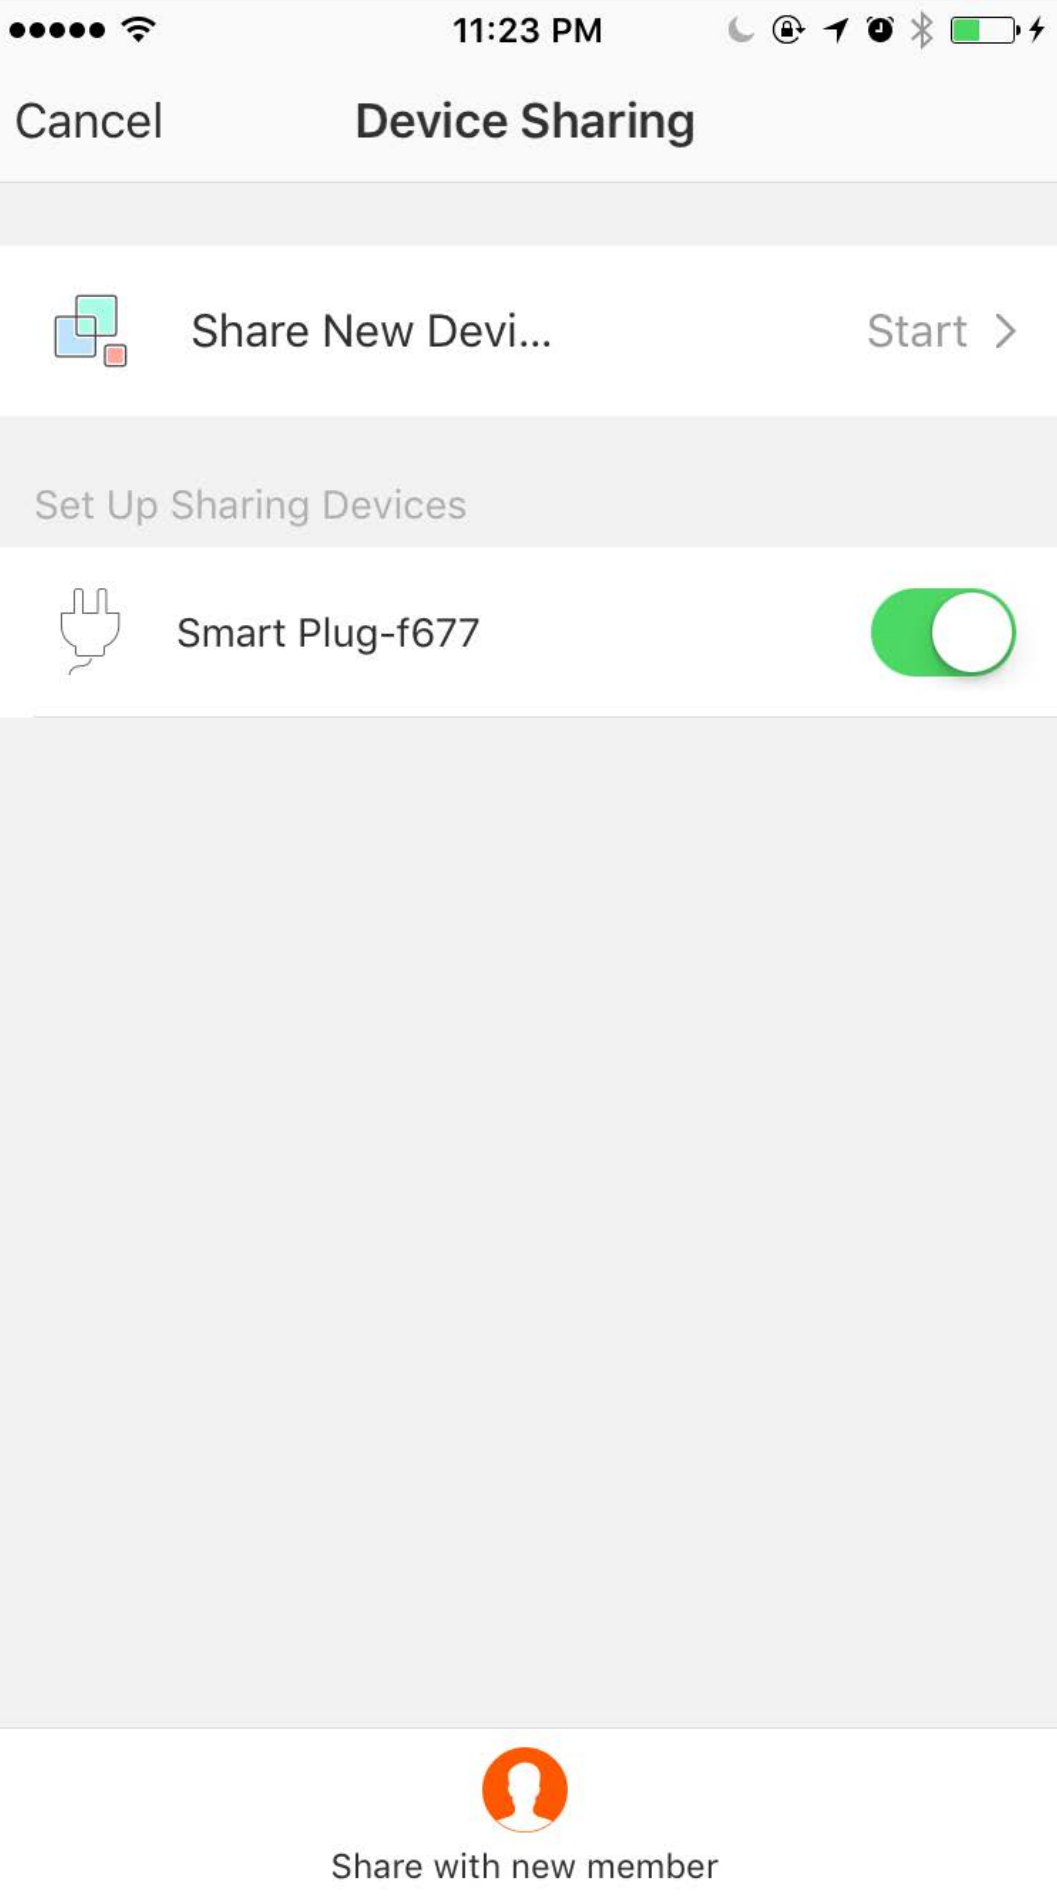 11:23 PM
Cancel
Device Sharing
Share New Devi...
Start
Set Up Sharing Devices
Smart Plug-f677
Share with new member